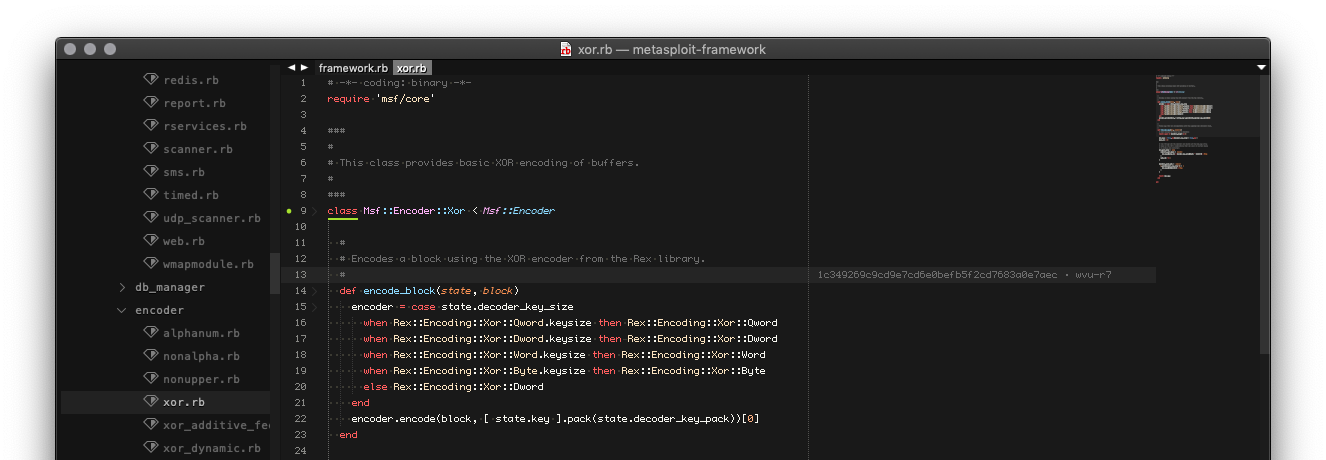 xor.rb — metasploit-framework
redis.rb
report.rb
rservices.rb
scanner.rb
sms.rb
timed.rb
udp_scanner.rb
web.rb
wmapmodule.rb
db_manager
encoder
alphanum.rb
nonalpha.rb
nonupper.rb
xor.rb
xor_additive_fee
xor_dynamic.rb
framework.rb xor.rb
1 # -*- coding: binary -*-
2 require 'msf/core'
3
4 ###
5 #
6 # This class provides basic XOR encoding of buffers.
7 #
8 ###
9 class Msf::Encoder::Xor < Msf::Encoder
10
11 #
12 # Encodes a block using the XOR encoder from the Rex library.
13 # 1c349269c9cd9e7cd6e0befb5f2cd7683a0e7aec • wvu-r7
14 def encode_block(state, block)
15 encoder = case state.decoder_key_size
16 when Rex::Encoding::Xor::Qword.keysize then Rex::Encoding::Xor::Qword
17 when Rex::Encoding::Xor::Dword.keysize then Rex::Encoding::Xor::Dword
18 when Rex::Encoding::Xor::Word.keysize then Rex::Encoding::Xor::Word
19 when Rex::Encoding::Xor::Byte.keysize then Rex::Encoding::Xor::Byte
20 else Rex::Encoding::Xor::Dword
21 end
22 encoder.encode(block, [ state.key ].pack(state.decoder_key_pack))[0]
23 end
24